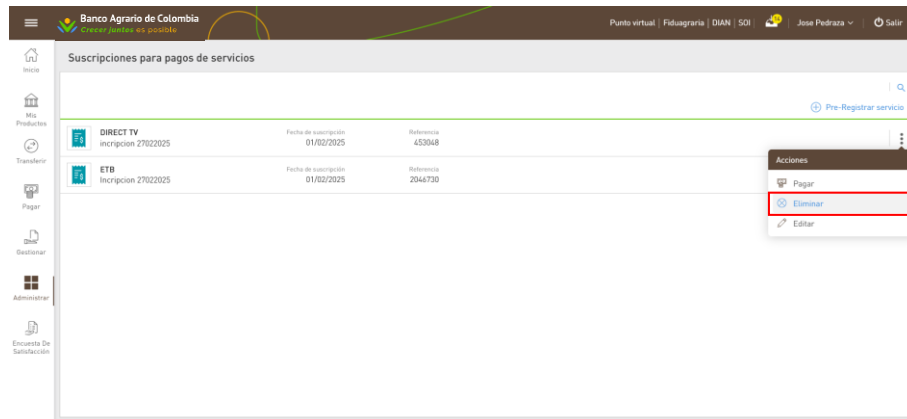 Banco Agrario de Colombia
Crecer juntos es posible
Punto virtual | Fiduagraria | DIAN | SOI | Jose Pedraza | Salir
Inicio
Mis
Productos
Transferir
Pagar
Gestionar
Administrar
Encuesta De
Satisfacción
Suscripciones para pagos de servicios
Pre-Registrar servicio
DIRECT TV
incripcion 27022025
Fecha de suscripción
01/02/2025
Referencia
453048
ETB
Incripcion 27022025
Fecha de suscripción
01/02/2025
Referencia
2046730
Acciones
Pagar
Eliminar
Editar